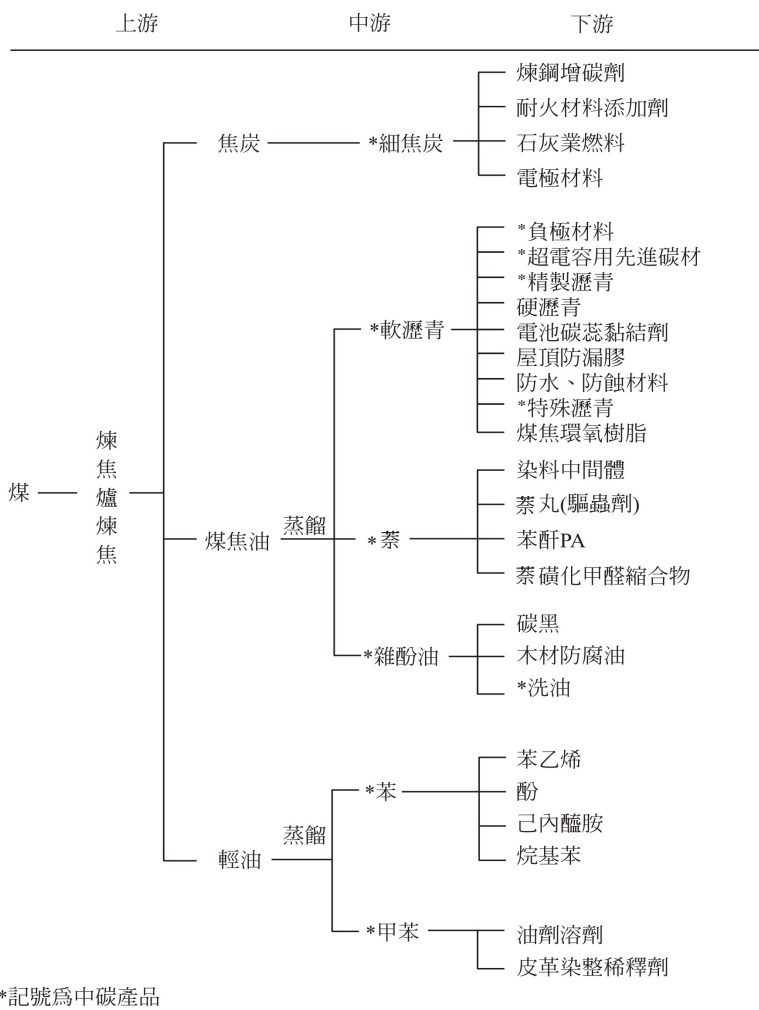 上游 中游 下游
煉鋼增碳劑
耐火材料添加劑
焦炭 *細焦炭 石灰業燃料
電極材料
*負極材料
*超電容用先進碳材
*精製瀝青
硬瀝青
*軟瀝青 電池碳蕊黏結劑
屋頂防漏膠
防水、防蝕材料
*特殊瀝青
煤焦環氧樹脂
煤 煉焦爐煉焦
染料中間體
萘丸(驅蟲劑)
煤焦油 蒸餾 *萘 苯酐PA
萘磺化甲醛縮合物
碳黑
*雜酚油 木材防腐油
*洗油
苯乙烯
*苯 酚
己內醯胺
輕油 蒸餾 烷基苯
*甲苯 油劑溶劑
皮革染整稀釋劑
*記號爲中碳產品